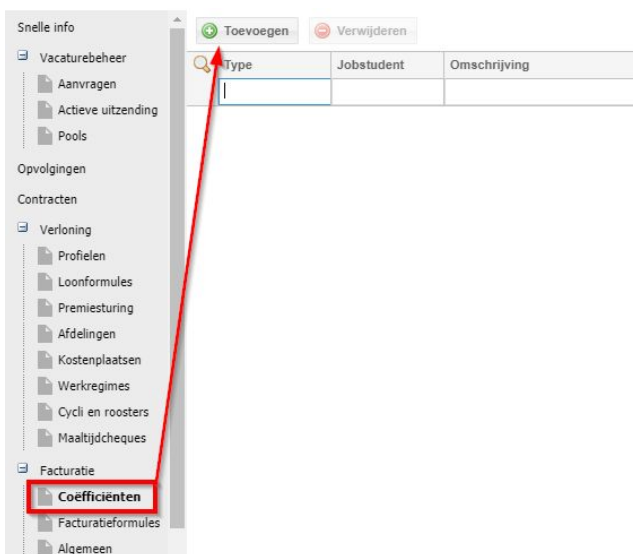 Snelle info
Vacaturebeheer
Aanvragen
Actieve uitzending
Pools
Opvolgingen
Contracten
Verloning
Profielen
Loonformules
Premiesturing
Afdelingen
Kostenplaatsen
Werkregimes
Cycli en roosters
Maaltijdcheques
Facturatie
Coëfficiënten
Facturatieformules
Algemeen
Toevoegen Verwijderen
Type Jobstudent Omschrijving